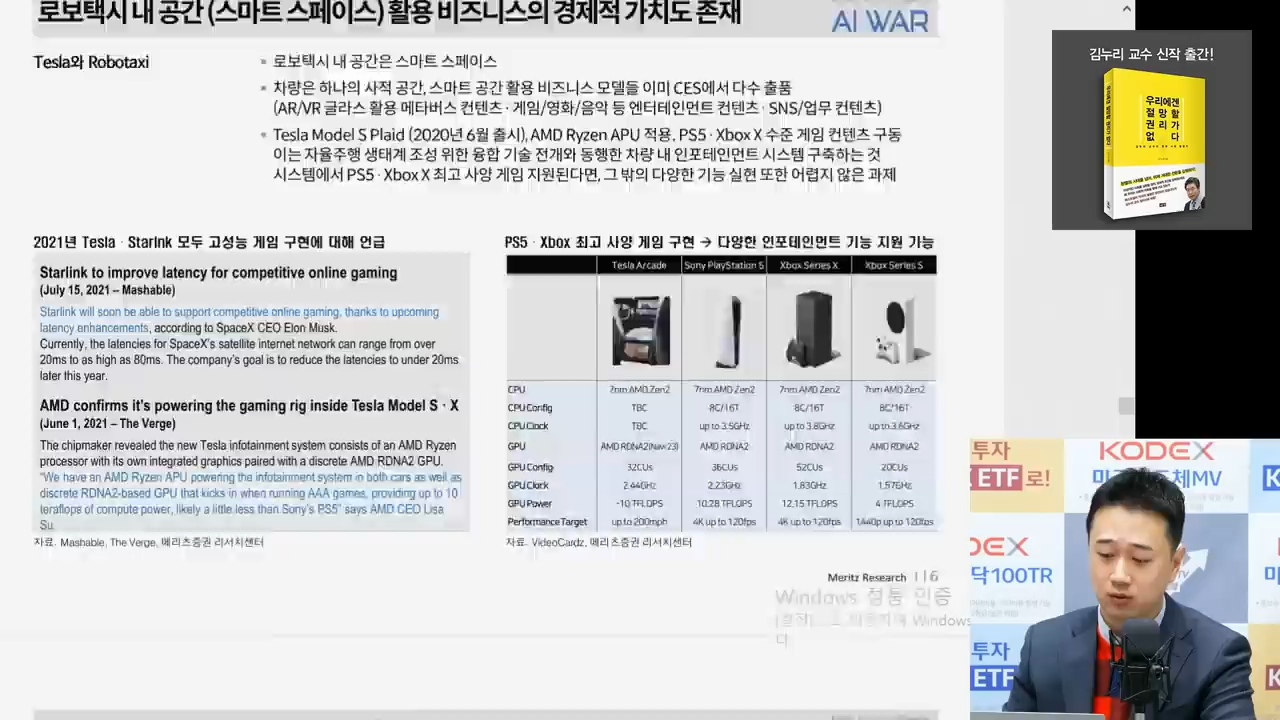 로보택시 내 공간 (스마트 스페이스) 활용 비즈니스의 경제적 가치도 존재
AI WAR
Tesla와 Robotaxi
로보택시 내 공간은 스마트 스페이스
차량은 하나의 사적 공간, 스마트 공간 활용 비즈니스 모델들 이미 CES에서 다수 출품
(AR/VR 글라스 활용 메타버스 컨텐츠 · 게임/영화/음악 등 엔터테인먼트 컨텐츠 · SNS/업무 컨텐츠)
Tesla Model S Plaid (2020년 6월 출시), AMD Ryzen APU 적용, PS5 · Xbox X 수준 게임 컨텐츠 구동
이는 자율주행 생태계 조성 위한 융합 기술 전개와 동행한 차량 내 인포테인먼트 시스템 구축하는 것
시스템에서 PS5 · Xbox X 최고 사양 게임 지원된다면, 그 밖의 다양한 기능 실현 또한 어렵지 않은 과제
2021년 Tesla · Starlink 모두 고성능 게임 구현에 대해 언급
Starlink to improve latency for competitive online gaming
(July 15, 2021 – Mashable)
Starlink will soon be able to support competitive online gaming, thanks to upcoming
latency enhancements, according to SpaceX CEO Elon Musk.
Currently, the latencies for SpaceX's satellite internet network can range from over
20ms to as high as 80ms. The company's goal is to reduce the latencies to under 20ms
later this year.
AMD confirms it's powering the gaming rig inside Tesla Model S · X
(June 1, 2021 – The Verge)
The chipmaker revealed the new Tesla infotainment system consists of an AMD Ryzen
processor with its own integrated graphics paired with a discrete AMD RDNA2 GPU.
"We have an AMD Ryzen APU powering the infotainment system in both cars as well as
discrete RDNA2-based GPU that kicks in when running AAA games, providing up to 10
teraflops of compute power, likely a little less than Sony's PS5" says AMD CEO Lisa
Su.
자료: Mashable, The Verge, 메리츠증권 리서치센터
PS5 · Xbox 최고 사양 게임 구현 → 다양한 인포테인먼트 기능 지원 가능
Tesla Arcade Sony PlayStation 5 Xbox Series X Xbox Series S
CPU 7nm AMD Zen2 7nm AMD Zen2 7nm AMD Zen2 7nm AMD Zen2
CPU Config TBC 8C/16T 8C/16T 8C/16T
CPU Clock TBC up to 3.5GHz up to 3.8GHz up to 3.6GHz
GPU AMD RDNA2(Navi 23) AMD RDNA2 AMD RDNA2 AMD RDNA2
GPU Config 32CUs 36CUs 52CUs 20CUs
GPU Clock 2.44GHz 2.23GHz 1.83GHz 1.57GHz
GPU Power ~10 TFLOPS 10.28 TFLOPS 12.15 TFLOPS 4 TFLOPS
Performance Target up to 200mph 4K up to 120fps 4K up to 120fps 1440p up to 120fps
자료: VideoCardz, 메리츠증권 리서치센터
Meritz Research 116
Windows 정품 인증
김누리 교수 신작 출간!
우리에겐
절망할
권리가
없다
투자
ETF로!
KODEX
DEX
닥100TR
투자
ETF